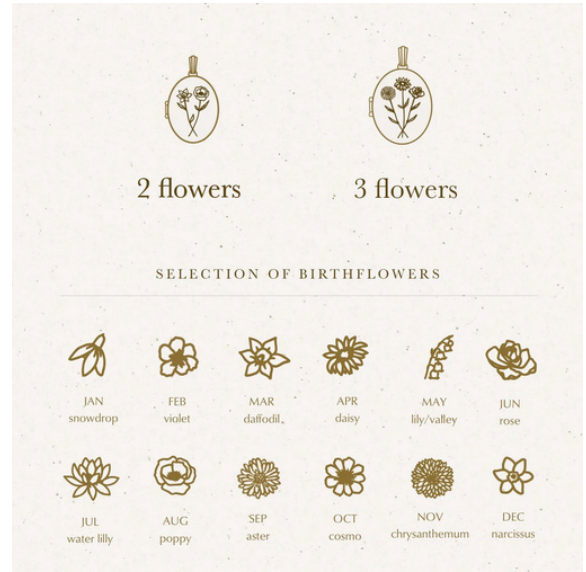 2 flowers
3 flowers
SELECTION OF BIRTHFLOWERS
JAN
snowdrop
FEB
violet
MAR
daffodil
APR
daisy
MAY
lily/valley
JUN
rose
JUL
water lilly
AUG
poppy
SEP
aster
OCT
cosmo
NOV
chrysanthemum
DEC
narcissus